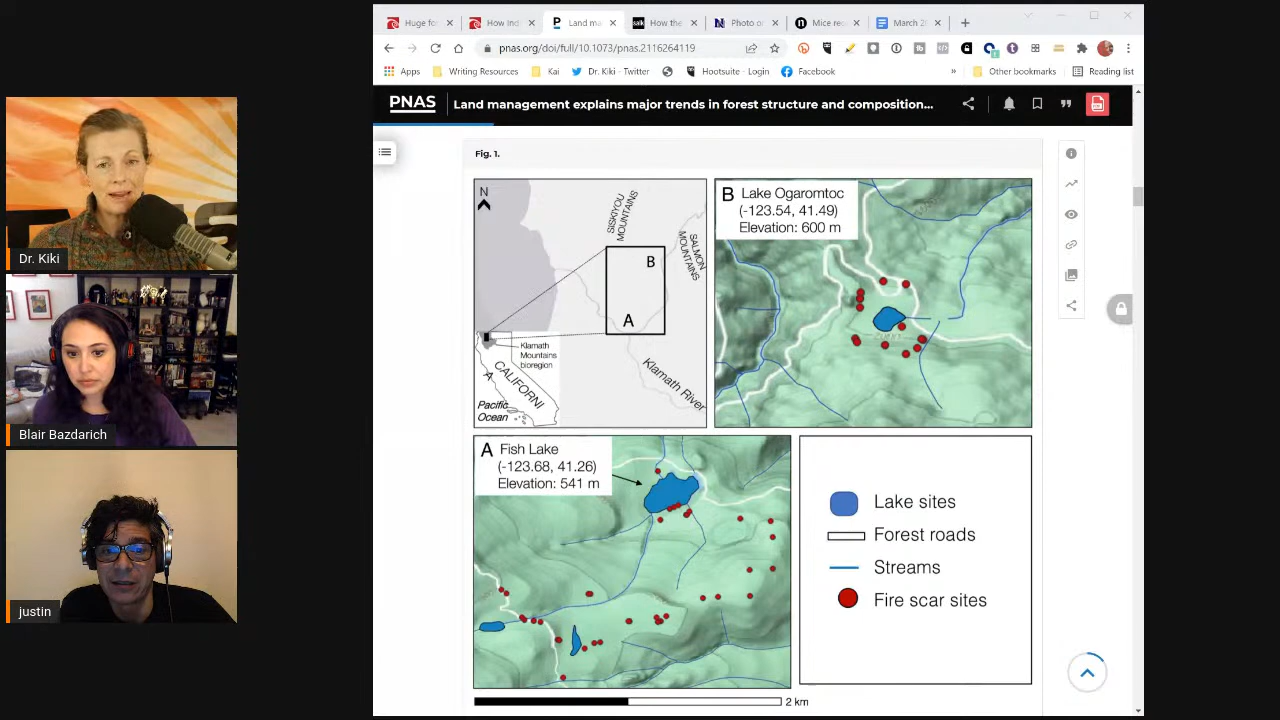 Huge for
How Indi
Land ma
How the
Photo or
Mice re
March 2
pnas.org/doi/full/10.1073/pnas.2116264119
Apps
Writing Resources
Kai
Dr. Kiki - Twitter
Hootsuite - Login
Facebook
»
Other bookmarks
Reading list
PNAS
Land management explains major trends in forest structure and composition...
Fig. 1.
N
SISKIYOU
MOUNTAINS
SALMON
MOUNTAINS
B
A
Klamath
Mountains
bioregion
CALIFORNI
A
Pacific
Ocean
Klamath River
B Lake Ogaromtoc
(-123.54, 41.49)
Elevation: 600 m
A Fish Lake
(-123.68, 41.26)
Elevation: 541 m
Lake sites
Forest roads
Streams
Fire scar sites
2 km
Dr. Kiki
Blair Bazdarich
justin